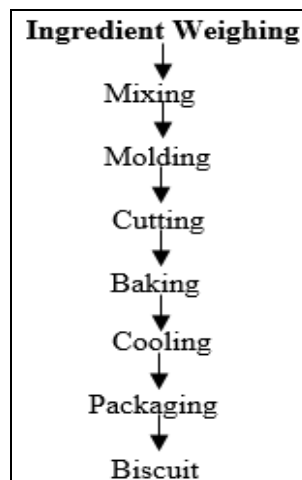 Ingredient Weighing
Mixing
Molding
Cutting
Baking
Cooling
Packaging
Biscuit